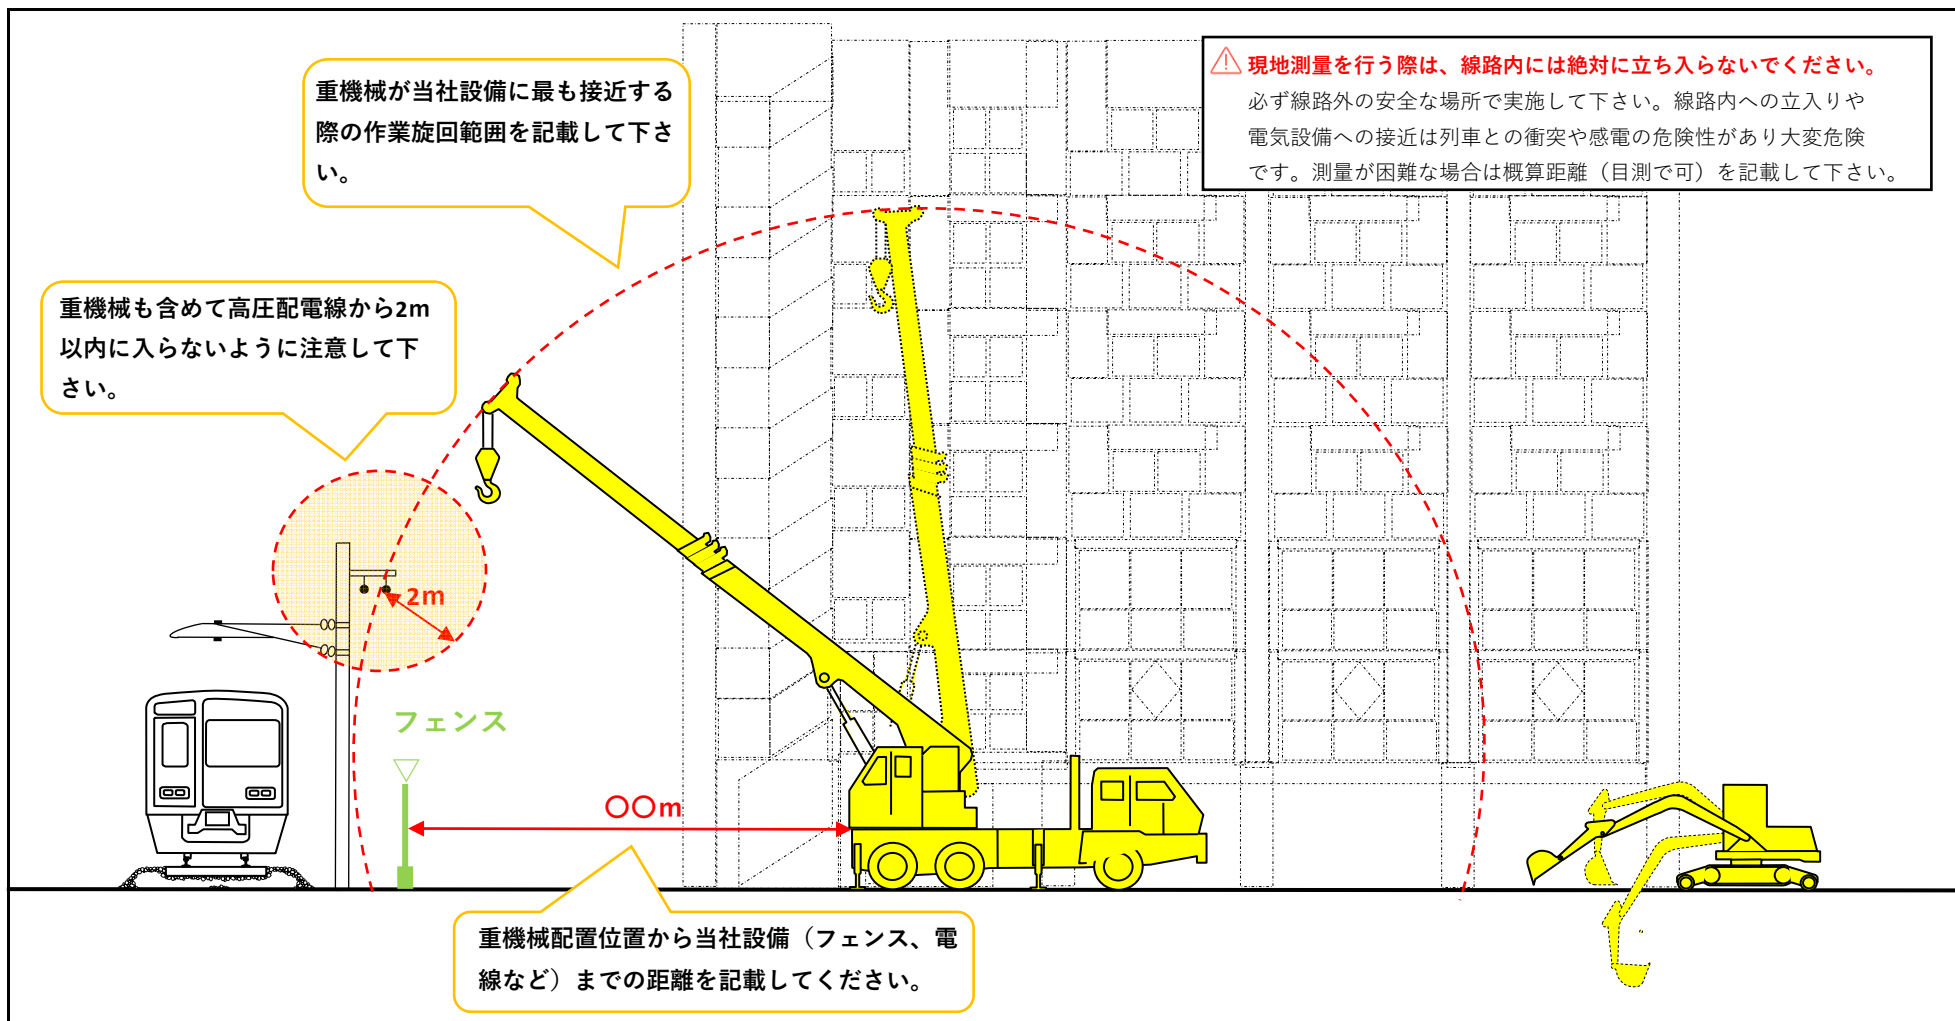 重機械が当社設備に最も接近する
際の作業旋回範囲を記載して下さ
い。
⚠ 現地測量を行う際は、線路内には絶対に立ち入らないでください。
必ず線路外の安全な場所で実施して下さい。線路内への立入りや
電気設備への接近は列車との衝突や感電の危険性があり大変危険
です。測量が困難な場合は概算距離（目測で可）を記載して下さい。
重機械も含めて高圧配電線から2m
以内に入らないように注意して下
さい。
2m
フェンス
〇〇m
重機械配置位置から当社設備（フェンス、電
線など）までの距離を記載してください。